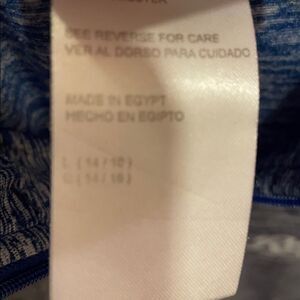 SEE REVERSE FOR CARE
VER AL DORSO PARA CUIDADO
MADE IN EGYPT
HECHO EN EGIPTO
L (14/16)
G (14/16)